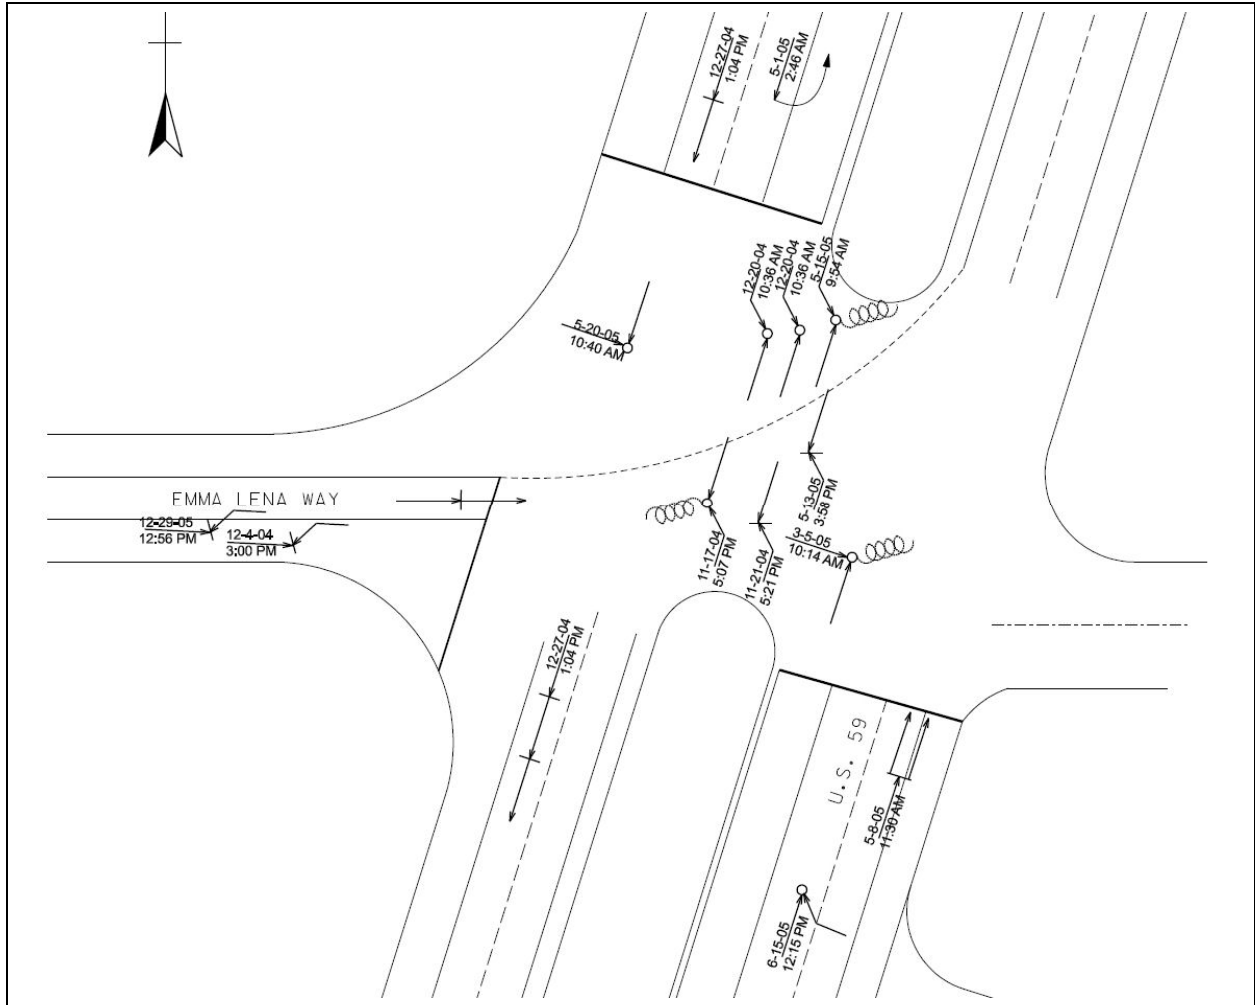 12-27-04
1:04 PM
5-1-05
2:46 AM
12-20-04
10:36 AM
12-20-04
10:36 AM
5-15-05
9:54 AM
5-20-05
10:40 AM
EMMA LENA WAY
12-29-05
12:56 PM
12-4-04
3:00 PM
11-17-04
5:07 PM
11-21-04
5:21 PM
5-13-05
3:58 PM
3-5-05
10:14 AM
12-27-04
1:04 PM
U.S. 59
5-8-05
11:30 AM
6-15-05
12:15 PM